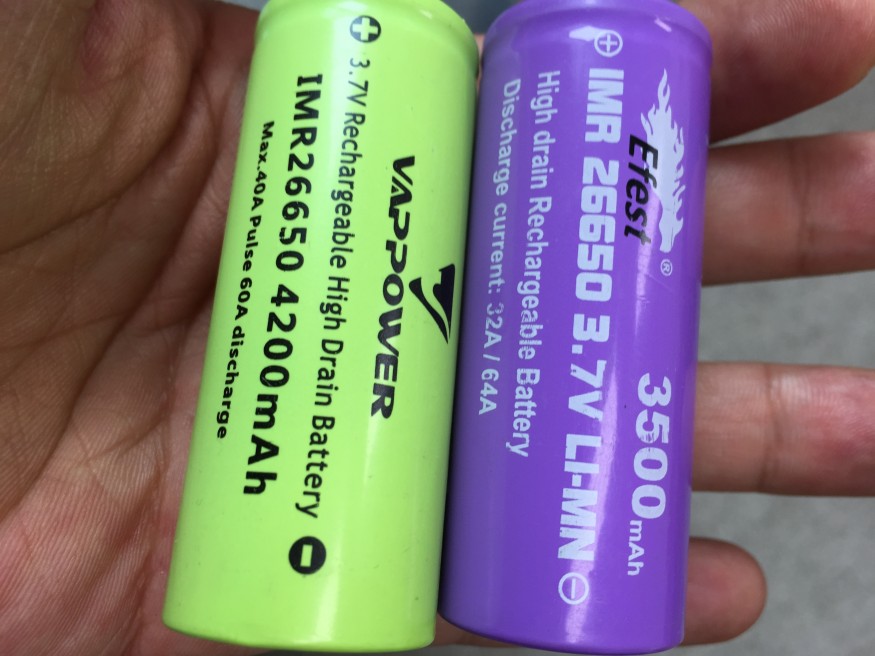 VAPPOWER
3.7V Rechargeable High Drain Battery
IMR26650 4200mAh
Max.40A Pulse 60A discharge
Efest®
3500mAh
IMR 26650 3.7V LI-MN
High drain Rechargeable Battery
Discharge current: 32A / 64A